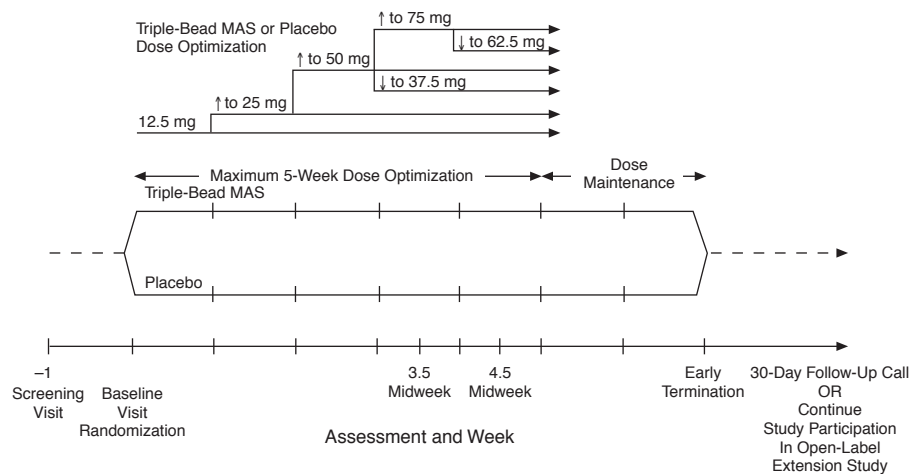 Triple-Bead MAS or Placebo
Dose Optimization
↑ to 75 mg
↓ to 62.5 mg
↑ to 50 mg
↓ to 37.5 mg
↑ to 25 mg
12.5 mg
Maximum 5-Week Dose Optimization
Dose
Maintenance
Triple-Bead MAS
Placebo
–1
Screening
Visit
Baseline
Visit
Randomization
3.5
Midweek
4.5
Midweek
Early
Termination
30-Day Follow-Up Call
OR
Continue
Study Participation
In Open-Label
Extension Study
Assessment and Week